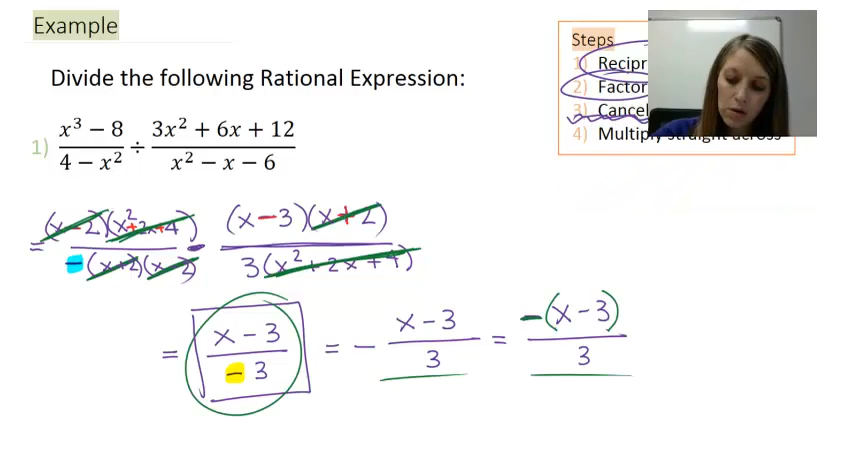 Example
Steps
1) Recipr
2) Factor
3) Cancel
4) Multiply straight across
Divide the following Rational Expression:
1) x³ − 8 / 4 − x² ÷ 3x² + 6x + 12 / x² − x − 6
= (x−2)(x²+2x+4) / −(x+2)(x−2) · (x−3)(x+2) / 3(x²+2x+4)
= x−3 / −3 = − x−3 / 3 = −(x−3) / 3